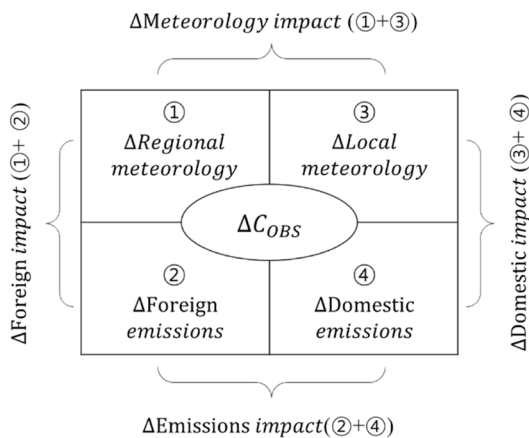 ΔMeteorology impact (①+③)
ΔForeign impact (①+ ②)
①
ΔRegional
meteorology
③
ΔLocal
meteorology
ΔC_OBS
②
ΔForeign
emissions
④
ΔDomestic
emissions
ΔDomestic impact (③+ ④)
ΔEmissions impact(②+④)